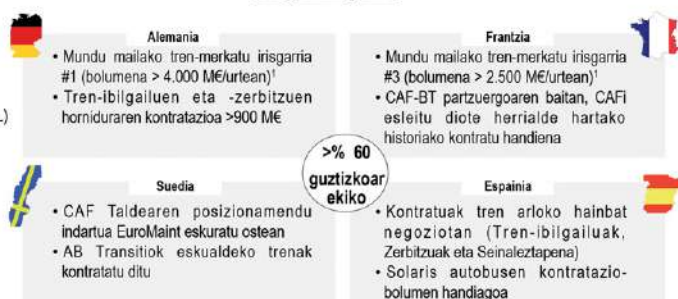 Alemania
• Mundu mailako tren-merkatu irisgarria
#1 (bolumena > 4.000 M€/urtean)¹
• Tren-ibilgailuen eta -zerbitzuen
horniduraren kontratazioa >900 M€
Frantzia
• Mundu mailako tren-merkatu irisgarria
#3 (bolumena > 2.500 M€/urtean)¹
• CAF-BT partzuergoaren baitan, CAFi
esleitu diote herrialde hartako
historiako kontratu handiena
>% 60
guztizkoar
ekiko
Suedia
• CAF Taldearen posizionamendu
indartua EuroMaint eskuratu ostean
• AB Transitiok eskualdeko trenak
kontratatu ditu
Espainia
• Kontratuak tren arloko hainbat
negoziotan (Tren-ibilgailuak,
Zerbitzuak eta Seinaleztapena)
• Solaris autobusen kontratazio-
bolumen handiagoa